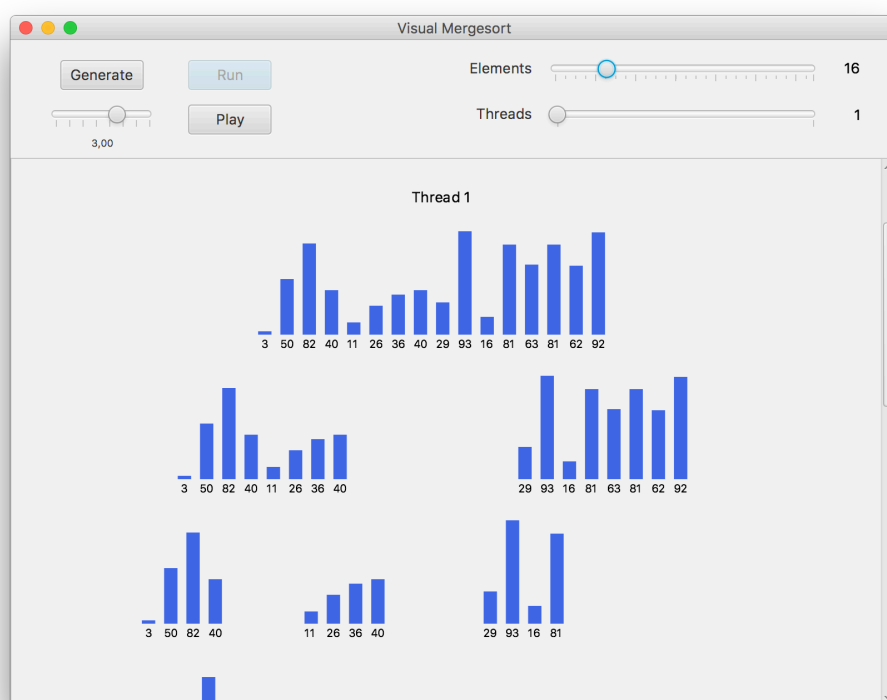 Visual Mergesort
Generate
Run
Elements
16
3,00
Play
Threads
1
Thread 1
3 50 82 40 11 26 36 40 29 93 16 81 63 81 62 92
3 50 82 40 11 26 36 40
29 93 16 81 63 81 62 92
3 50 82 40
11 26 36 40
29 93 16 81